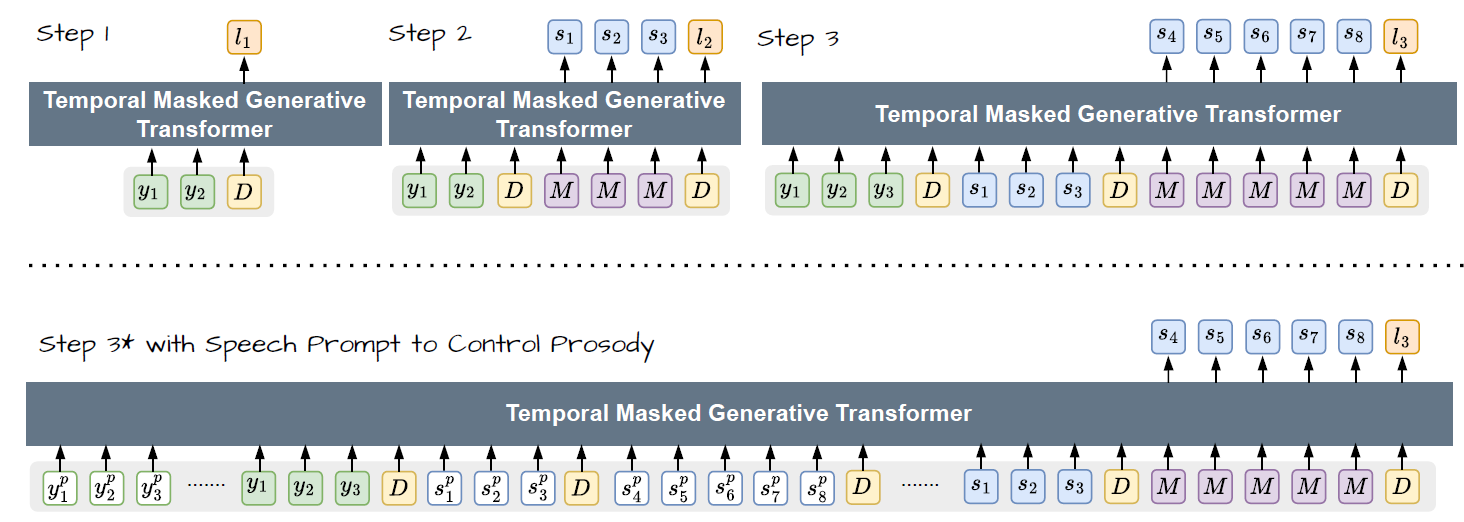 Step 1
l₁
Temporal Masked Generative
Transformer
y₁ y₂ D
Step 2
s₁ s₂ s₃ l₂
Temporal Masked Generative
Transformer
y₁ y₂ D M M M D
Step 3
s₄ s₅ s₆ s₇ s₈ l₃
Temporal Masked Generative Transformer
y₁ y₂ y₃ D s₁ s₂ s₃ D M M M M M D
Step 3* with Speech Prompt to Control Prosody
s₄ s₅ s₆ s₇ s₈ l₃
Temporal Masked Generative Transformer
y₁ᵖ y₂ᵖ y₃ᵖ ........ y₁ y₂ y₃ D s₁ᵖ s₂ᵖ s₃ᵖ D s₄ᵖ s₅ᵖ s₆ᵖ s₇ᵖ s₈ᵖ D ........ s₁ s₂ s₃ D M M M M M D